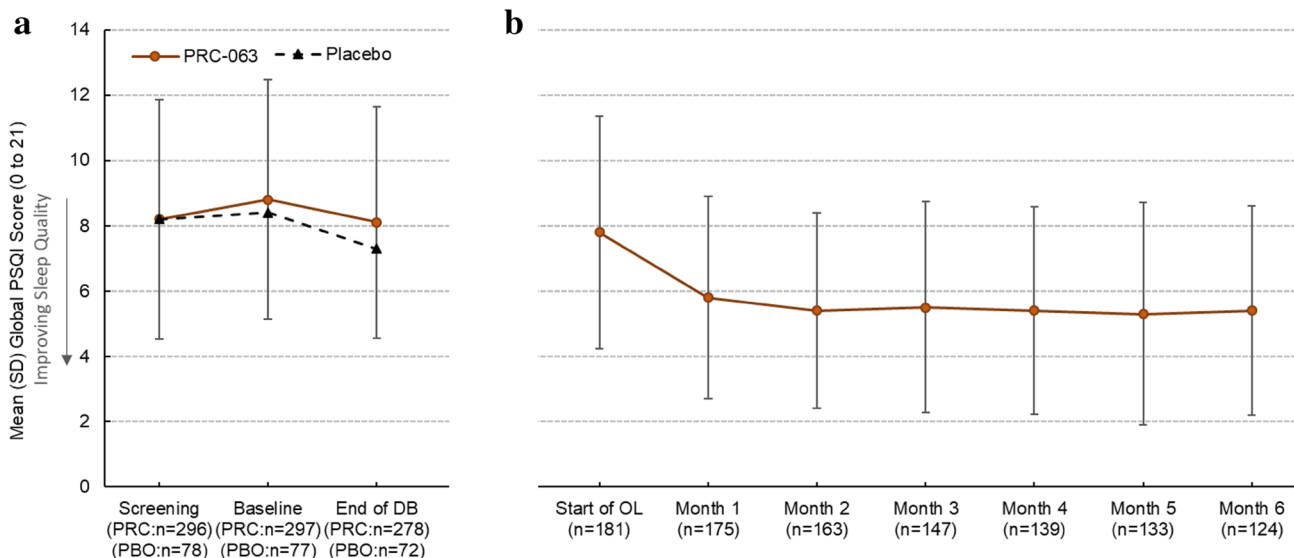 a
b
PRC-063
Placebo
Mean (SD) Global PSQI Score (0 to 21)
Improving Sleep Quality
14
12
10
8
6
4
2
0
Screening
(PRC:n=296)
(PBO:n=78)
Baseline
(PRC:n=297)
(PBO:n=77)
End of DB
(PRC:n=278)
(PBO:n=72)
Start of OL
(n=181)
Month 1
(n=175)
Month 2
(n=163)
Month 3
(n=147)
Month 4
(n=139)
Month 5
(n=133)
Month 6
(n=124)